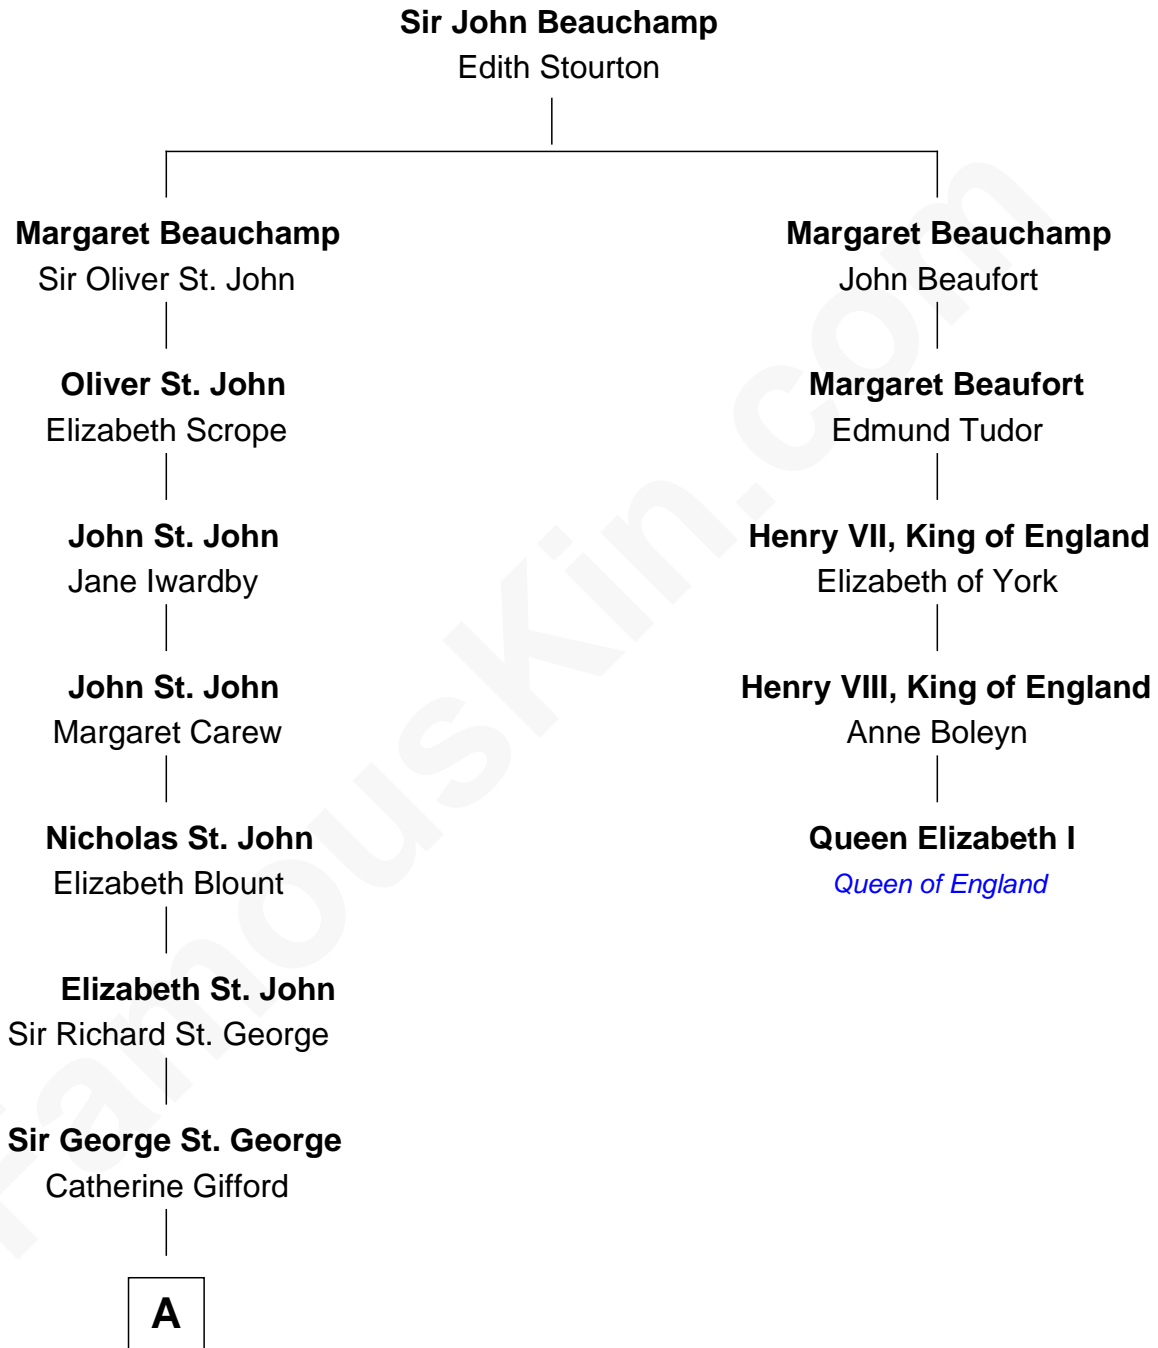 Sir John Beauchamp
Edith Stourton
Margaret Beauchamp
Sir Oliver St. John
Margaret Beauchamp
John Beaufort
Oliver St. John
Elizabeth Scrope
Margaret Beaufort
Edmund Tudor
John St. John
Jane Iwardby
Henry VII, King of England
Elizabeth of York
John St. John
Margaret Carew
Henry VIII, King of England
Anne Boleyn
Nicholas St. John
Elizabeth Blount
Queen Elizabeth I
Queen of England
Elizabeth St. John
Sir Richard St. George
Sir George St. George
Catherine Gifford
A
FamousKin.com